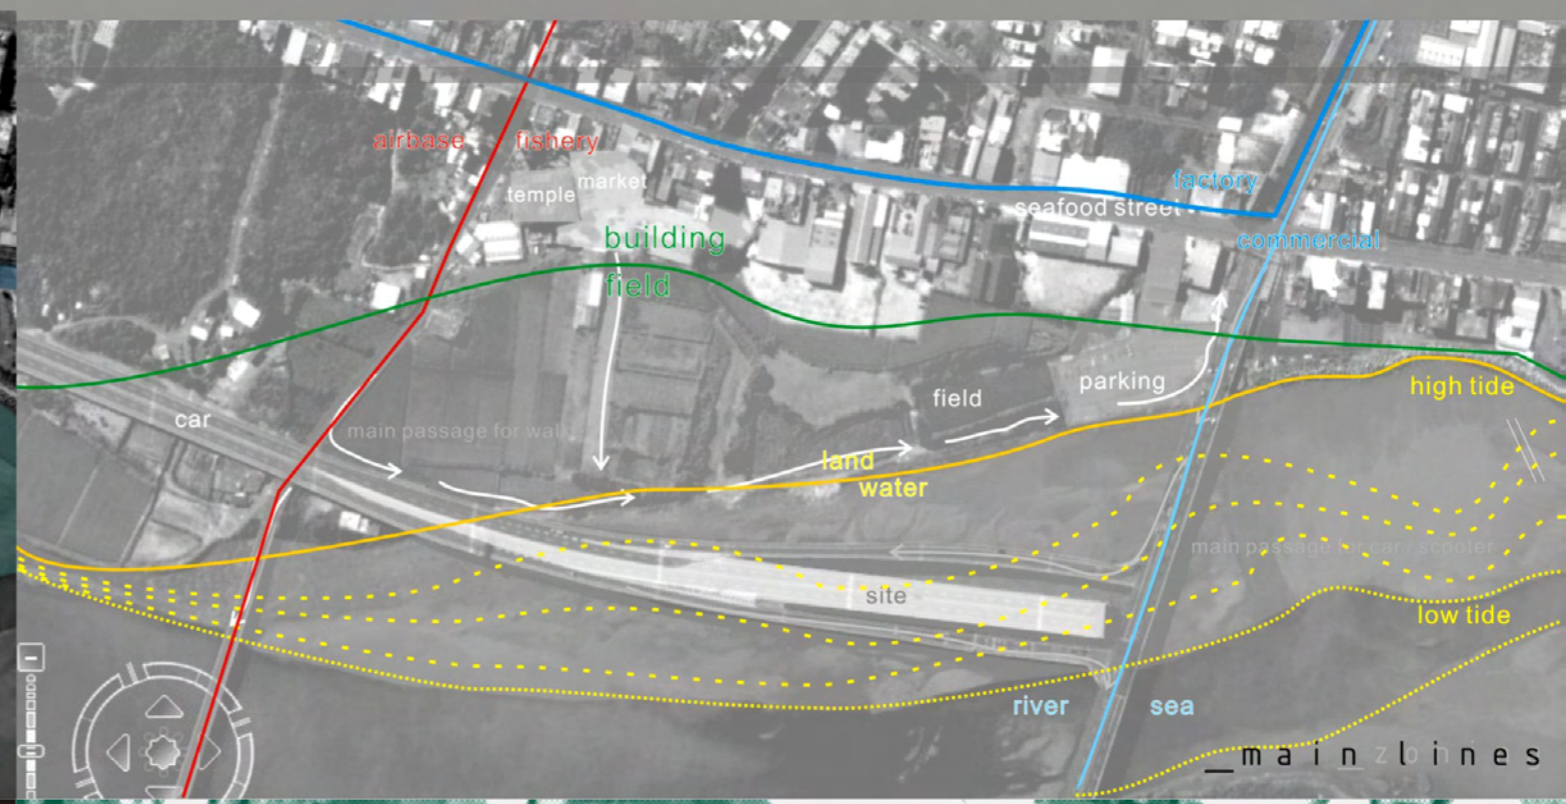 airbase
fishery
market
temple
factory
seafood street
building
commercial
field
parking
high tide
field
car
main passage for wal
land
water
main passage for car / scooter
site
low tide
river
sea
_main lines